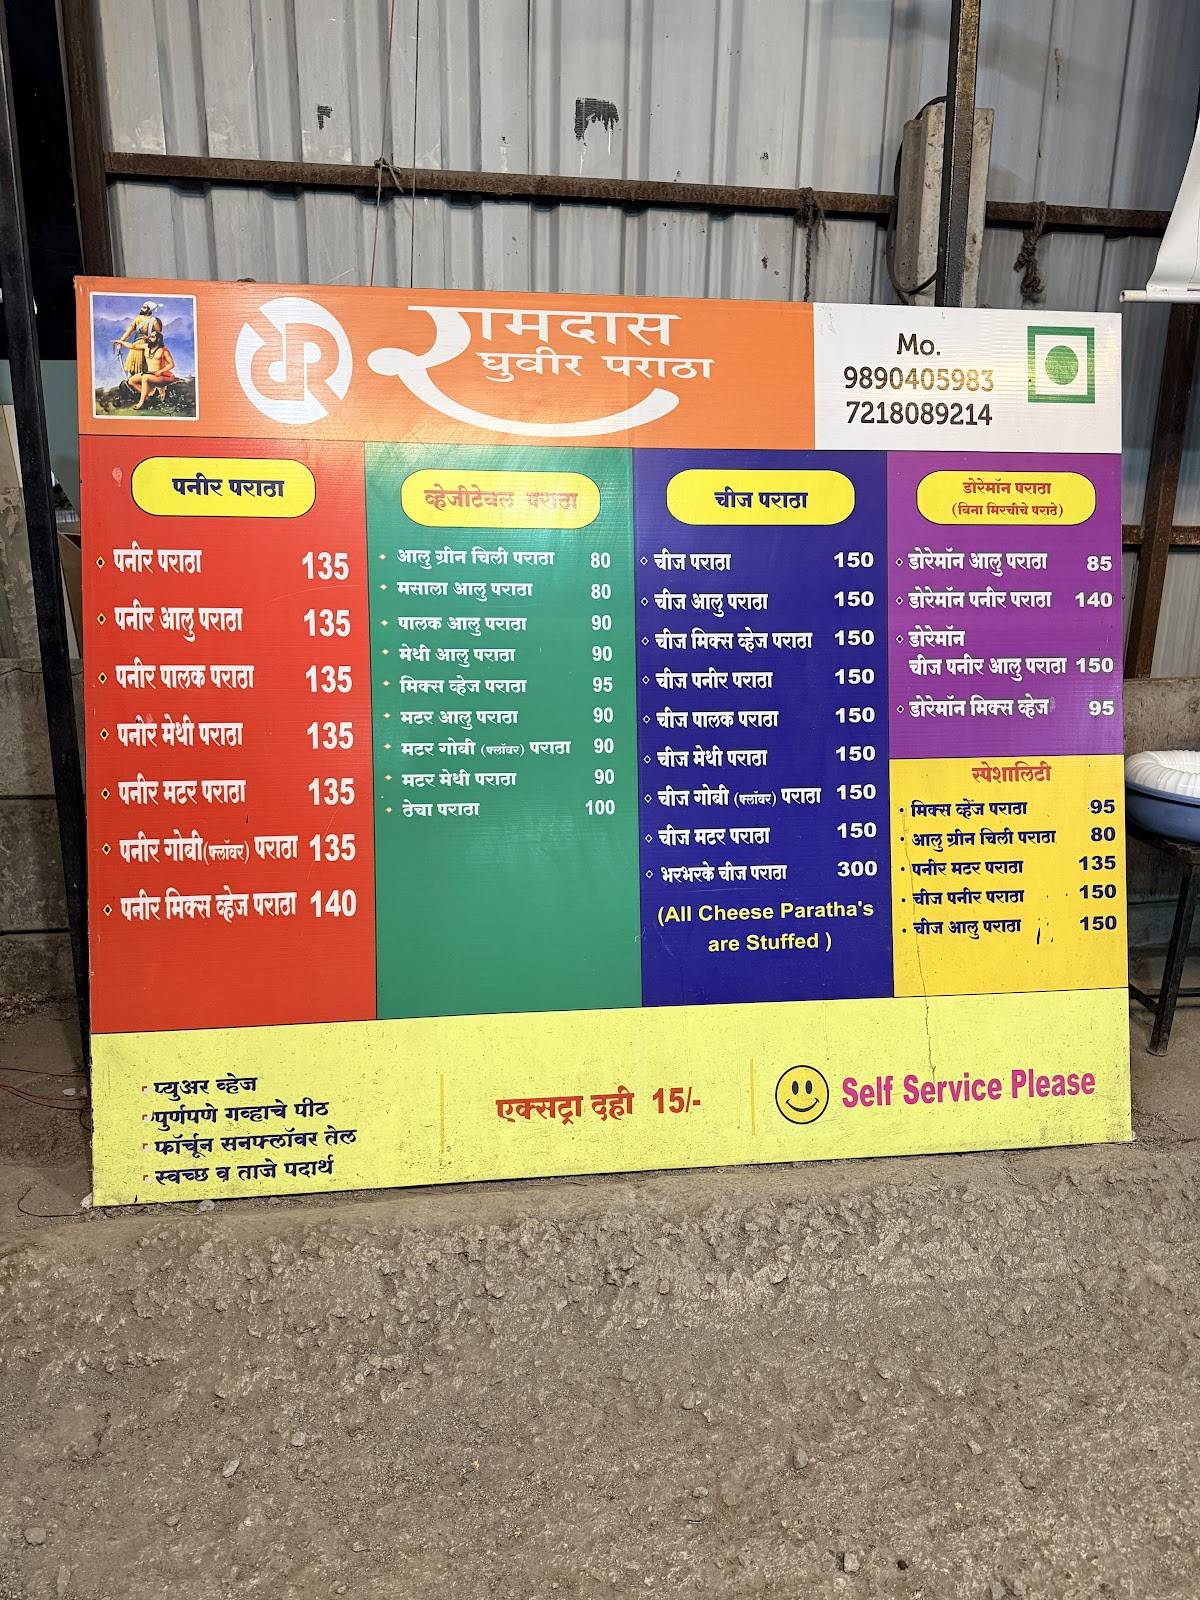 रामदास
रघुवीर पराठा
Mo.
9890405983
7218089214
पनीर पराठा
पनीर पराठा 135
पनीर आलु पराठा 135
पनीर पालक पराठा 135
पनीर मेथी पराठा 135
पनीर मटर पराठा 135
पनीर गोबी (फ्लॉवर) पराठा 135
पनीर मिक्स व्हेज पराठा 140
व्हेजीटेबल पराठा
आलु ग्रीन चिली पराठा 80
मसाला आलु पराठा 80
पालक आलु पराठा 90
मेथी आलु पराठा 90
मिक्स व्हेज पराठा 95
मटर आलु पराठा 90
मटर गोबी (फ्लॉवर) पराठा 90
मटर मेथी पराठा 90
ठेचा पराठा 100
चीज पराठा
चीज पराठा 150
चीज आलु पराठा 150
चीज मिक्स व्हेज पराठा 150
चीज पनीर पराठा 150
चीज पालक पराठा 150
चीज मेथी पराठा 150
चीज गोबी (फ्लॉवर) पराठा 150
चीज मटर पराठा 150
भरभरके चीज पराठा 300
(All Cheese Paratha's
are Stuffed )
डोरेमॉन पराठा
(बिना मिरचीचे पराठे)
डोरेमॉन आलु पराठा 85
डोरेमॉन पनीर पराठा 140
डोरेमॉन
चीज पनीर आलु पराठा 150
डोरेमॉन मिक्स व्हेज 95
स्पेशालिटी
मिक्स व्हेंज पराठा 95
आलु ग्रीन चिली पराठा 80
पनीर मटर पराठा 135
चीज पनीर पराठा 150
चीज आलु पराठा 150
प्युअर व्हेज
पुर्णपणे गव्हाचे पीठ
फॉर्चून सनफ्लॉवर तेल
स्वच्छ व ताजे पदार्थ
एक्सट्रा दही 15/-
Self Service Please